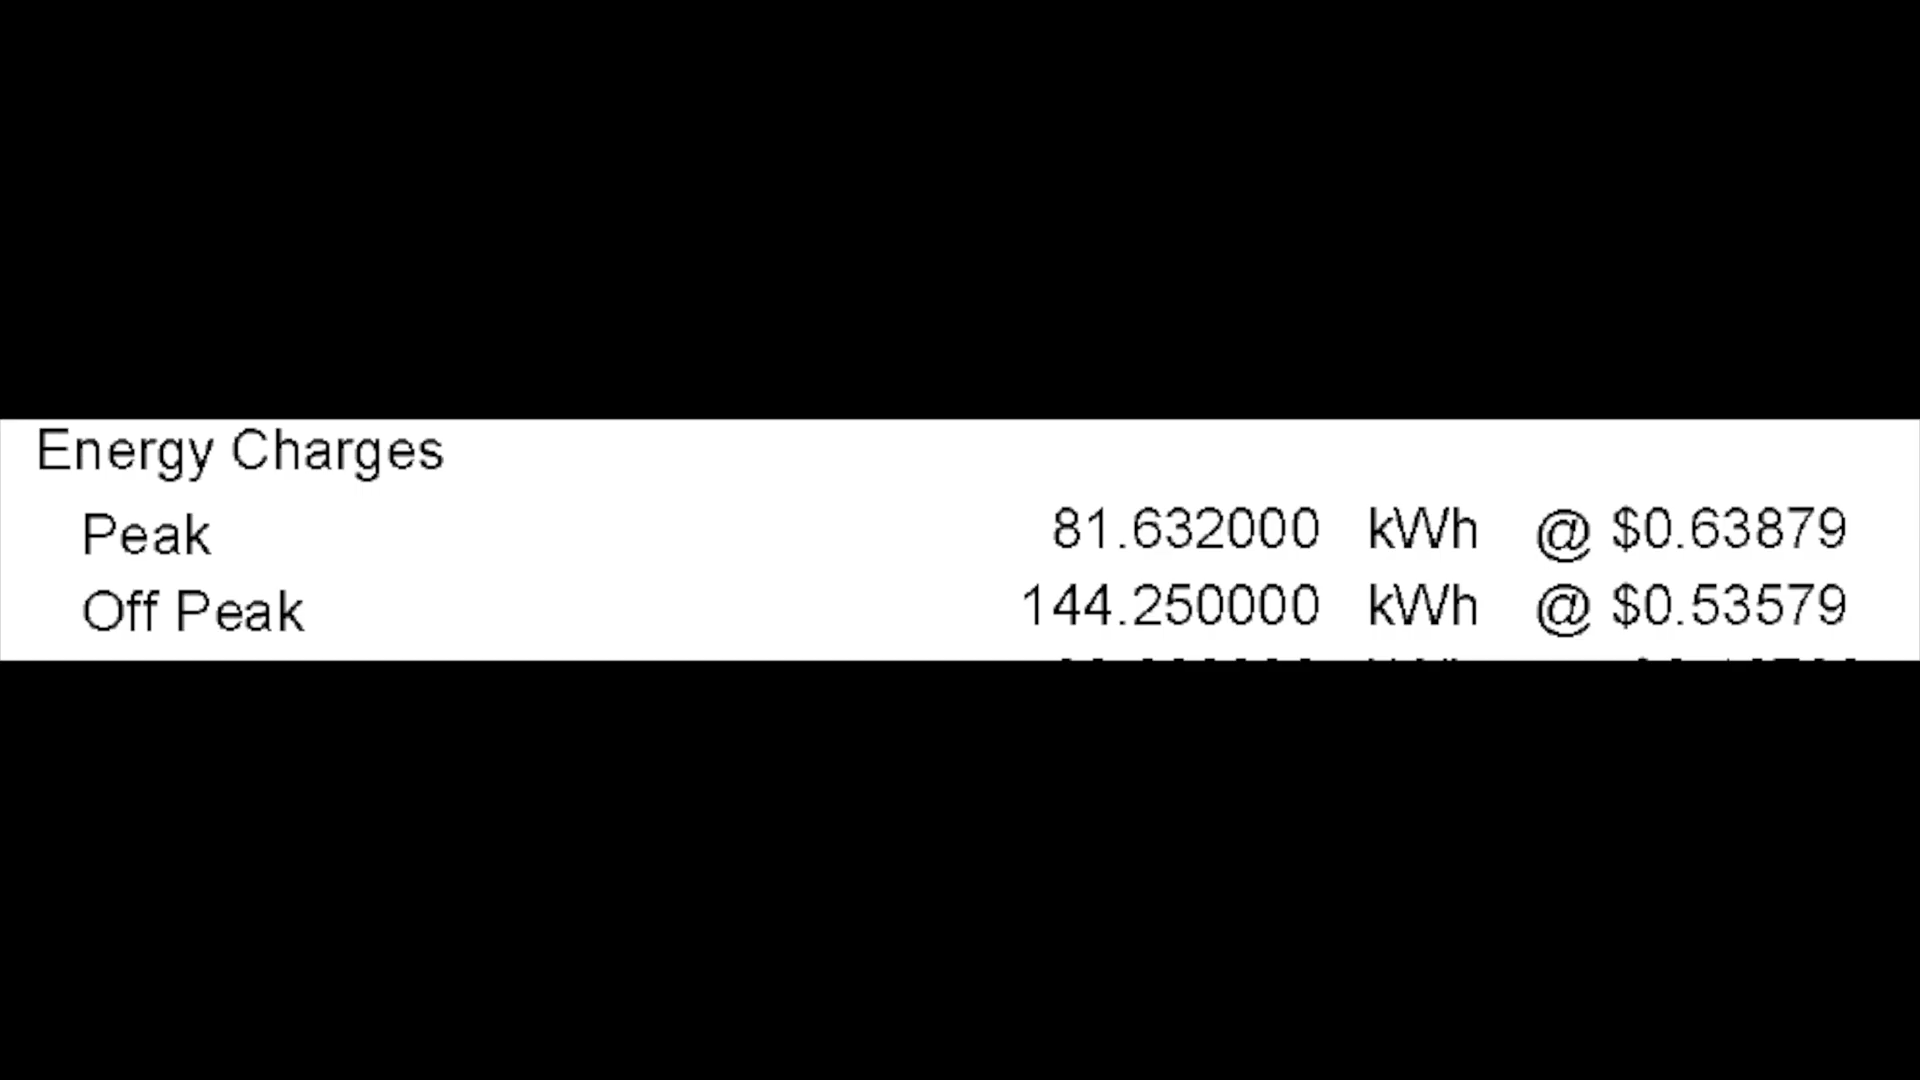 Energy Charges
Peak 81.632000 kWh @ $0.63879
Off Peak 144.250000 kWh @ $0.53579